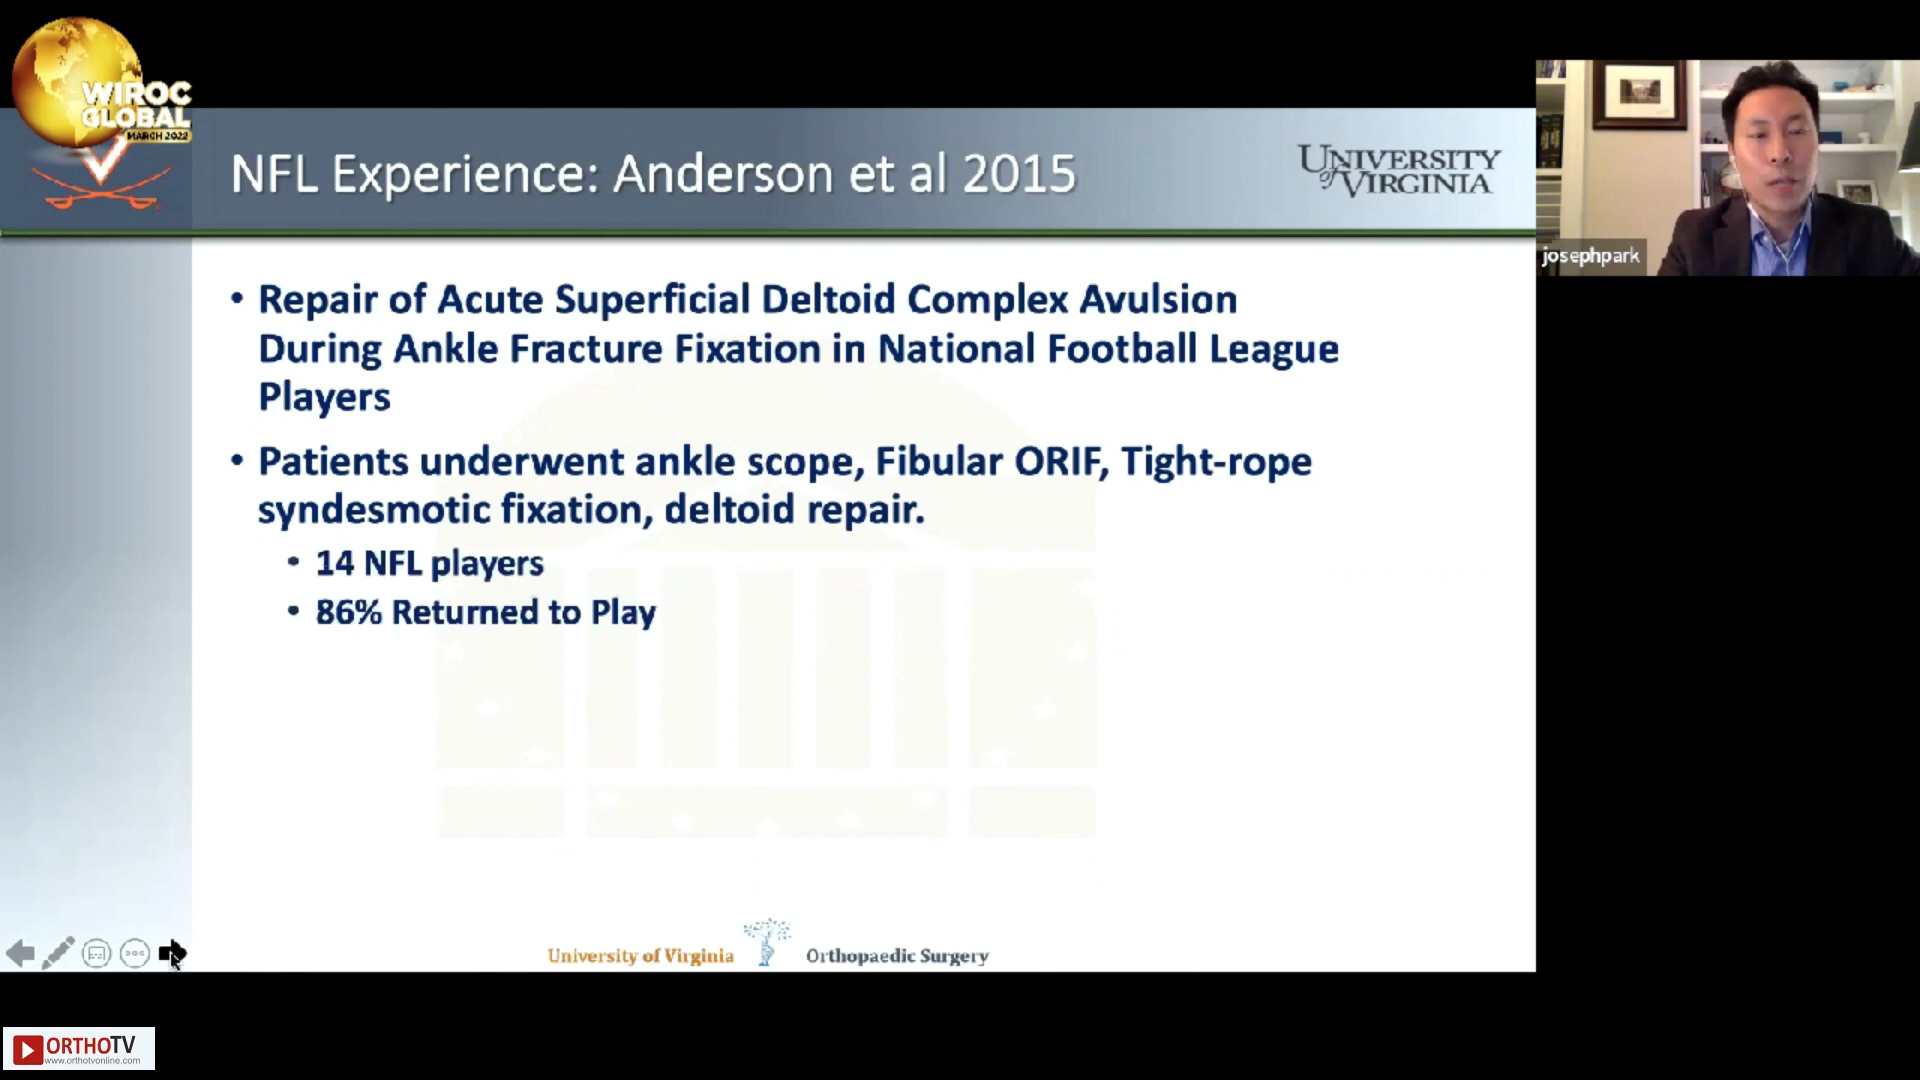 WIROC
GLOBAL
MARCH 2022
NFL Experience: Anderson et al 2015
UNIVERSITY
of VIRGINIA
josephpark
• Repair of Acute Superficial Deltoid Complex Avulsion
During Ankle Fracture Fixation in National Football League
Players
• Patients underwent ankle scope, Fibular ORIF, Tight-rope
syndesmotic fixation, deltoid repair.
• 14 NFL players
• 86% Returned to Play
University of Virginia Orthopaedic Surgery
ORTHOTV
www.orthotvonline.com